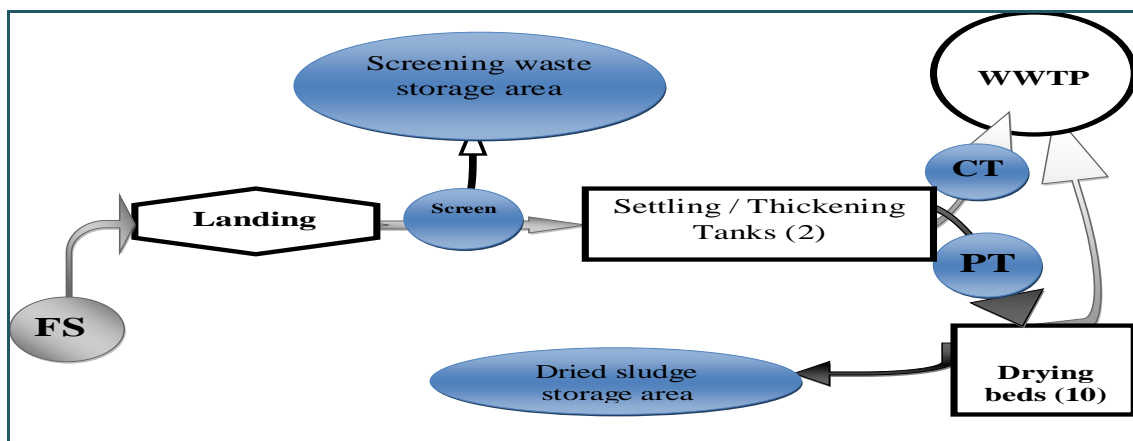 Screening waste
storage area
WWTP
CT
Landing
Screen
Settling / Thickening
Tanks (2)
PT
FS
Dried sludge
storage area
Drying
beds (10)